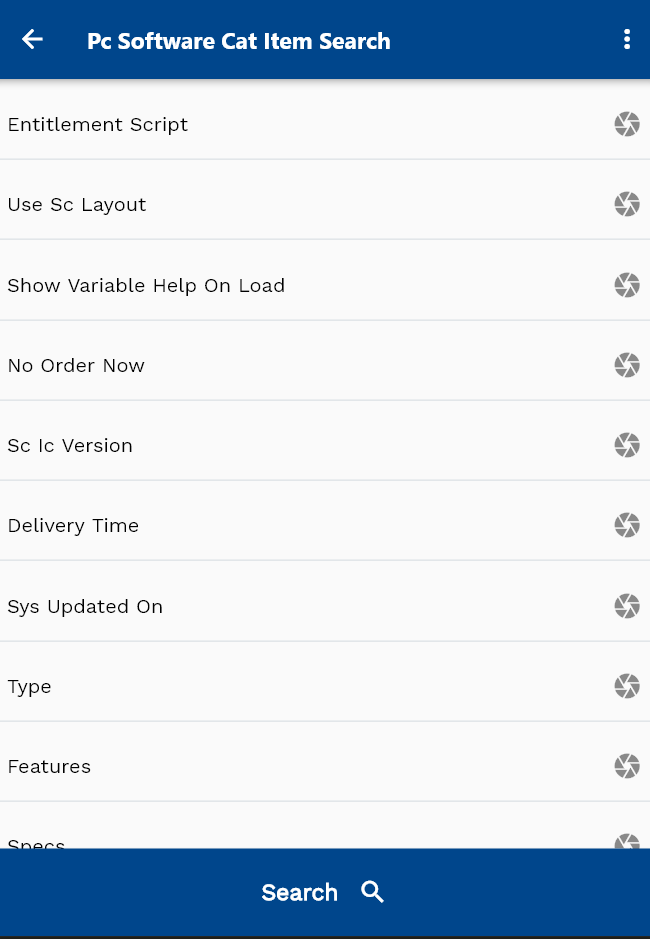 Pc Software Cat Item Search
Entitlement Script
Use Sc Layout
Show Variable Help On Load
No Order Now
Sc Ic Version
Delivery Time
Sys Updated On
Type
Features
Specs
Search